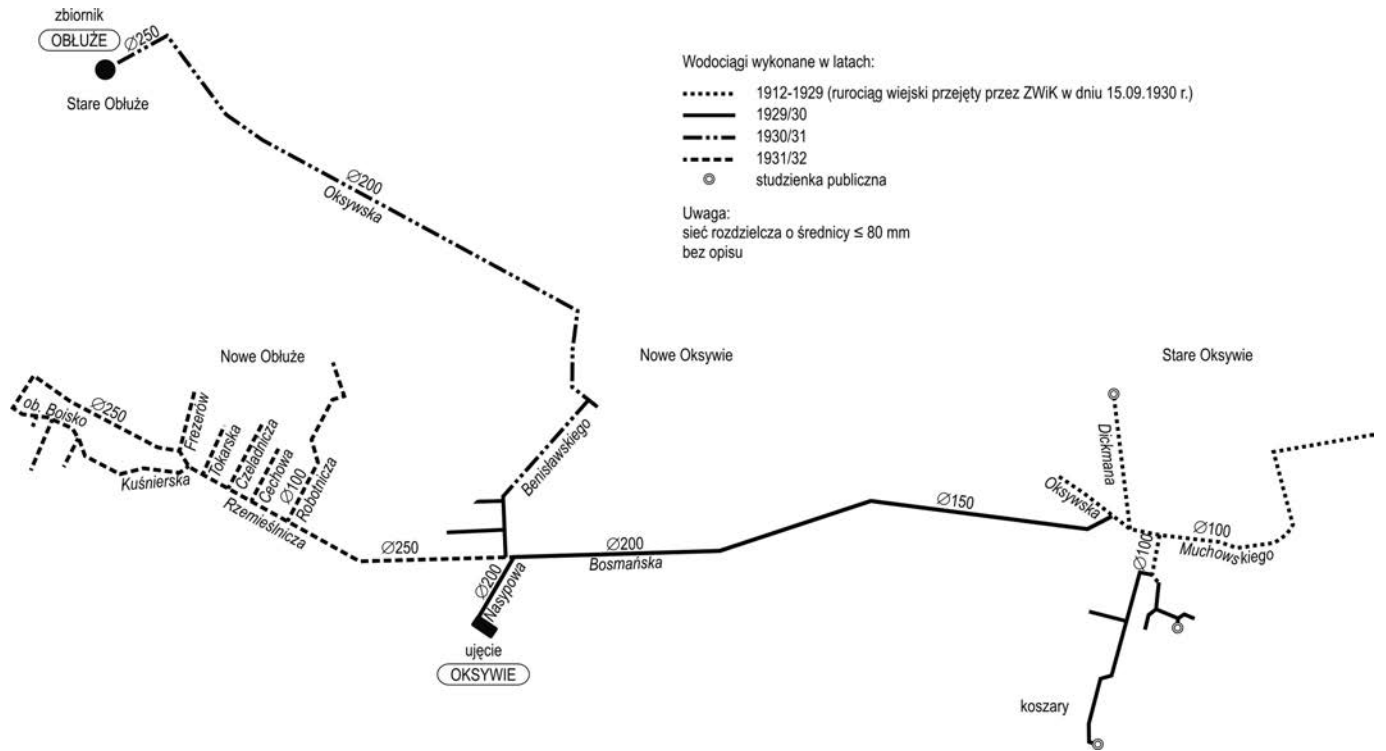 zbiornik
OBŁUŻE
∅250
Stare Obłuże
Wodociągi wykonane w latach:
1912-1929 (rurociąg wiejski przejęty przez ZWiK w dniu 15.09.1930 r.)
1929/30
1930/31
1931/32
studzienka publiczna
Uwaga:
sieć rozdzielcza o średnicy ≤ 80 mm
bez opisu
∅200
Oksywska
Nowe Obłuże
Nowe Oksywie
Stare Oksywie
ob. Boisko
∅250
Frezerów
Tokarska
Czeladnicza
Cechowa
∅100
Robotnicza
Kuśnierska
Rzemieślnicza
∅250
Benisławskiego
∅200
Nasypowa
∅200
Bosmańska
∅150
Oksywska
Dickmana
∅100
Muchowskiego
∅100
ujęcie
OKSYWIE
koszary